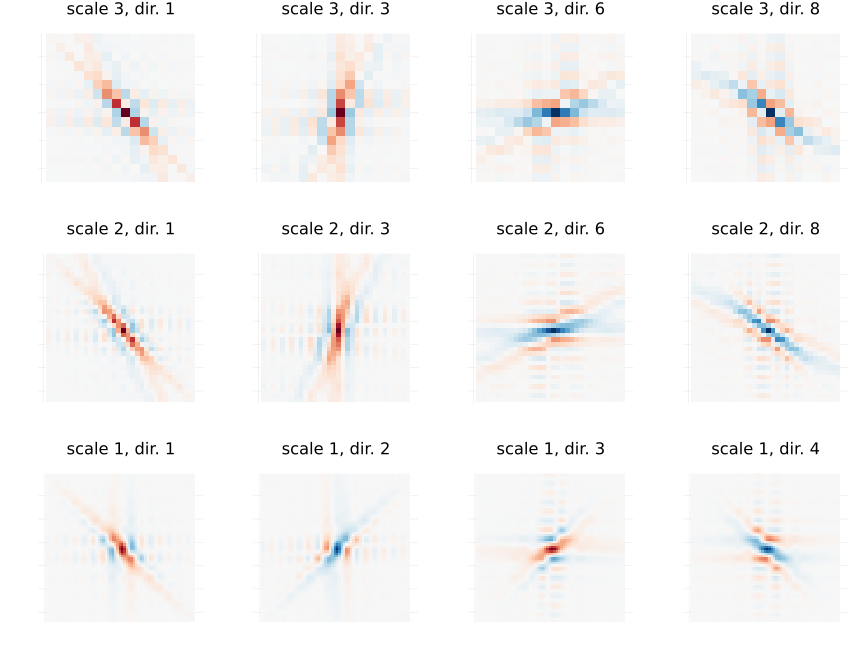 scale 3, dir. 1
scale 3, dir. 3
scale 3, dir. 6
scale 3, dir. 8
scale 2, dir. 1
scale 2, dir. 3
scale 2, dir. 6
scale 2, dir. 8
scale 1, dir. 1
scale 1, dir. 2
scale 1, dir. 3
scale 1, dir. 4